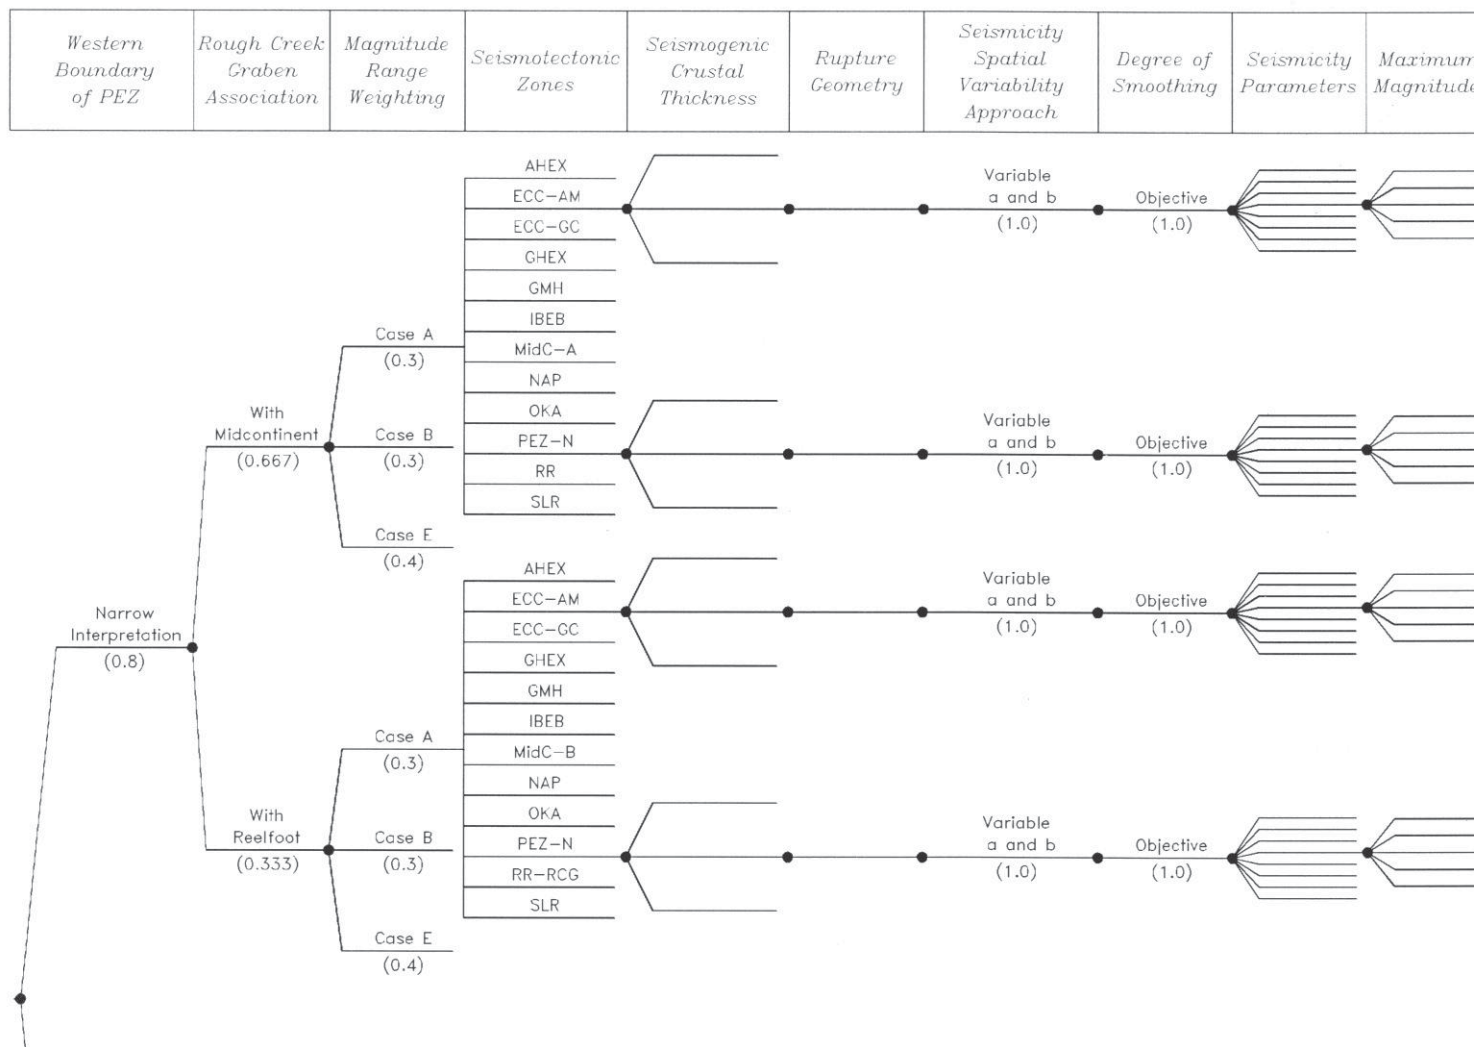 Western
Boundary
of PEZ
Rough Creek
Graben
Association
Magnitude
Range
Weighting
Seismotectonic
Zones
Seismogenic
Crustal
Thickness
Rupture
Geometry
Seismicity
Spatial
Variability
Approach
Degree of
Smoothing
Seismicity
Parameters
Maximum
Magnitude
Narrow
Interpretation
(0.8)
With
Midcontinent
(0.667)
Case A
(0.3)
Case B
(0.3)
Case E
(0.4)
AHEX
ECC-AM
ECC-GC
GHEX
GMH
IBEB
MidC-A
NAP
OKA
PEZ-N
RR
SLR
Variable
a and b
(1.0)
Objective
(1.0)
Variable
a and b
(1.0)
Objective
(1.0)
With
Reelfoot
(0.333)
Case A
(0.3)
Case B
(0.3)
Case E
(0.4)
AHEX
ECC-AM
ECC-GC
GHEX
GMH
IBEB
MidC-B
NAP
OKA
PEZ-N
RR-RCG
SLR
Variable
a and b
(1.0)
Objective
(1.0)
Variable
a and b
(1.0)
Objective
(1.0)